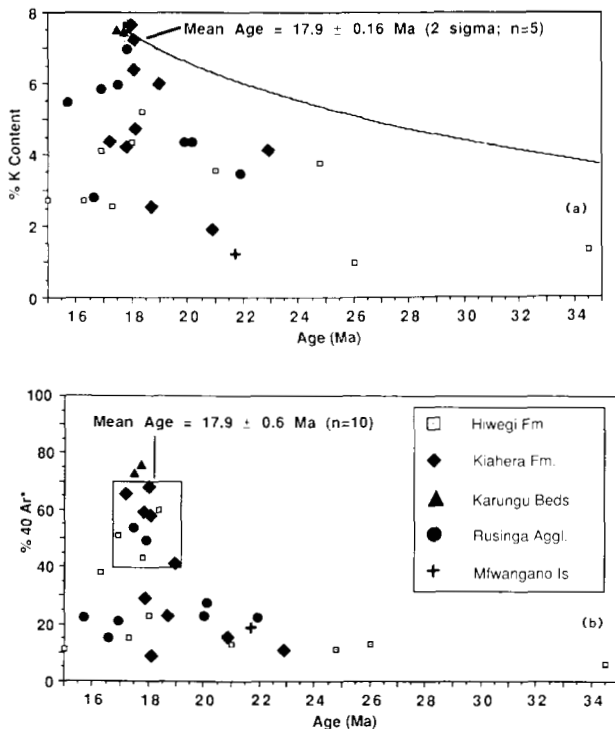 8
6
4
2
0
% K Content
Mean Age = 17.9 ± 0.16 Ma (2 sigma; n=5)
(a)
16 18 20 22 24 26 28 30 32 34
Age (Ma)
100
80
60
40
20
0
% 40 Ar*
Mean Age = 17.9 ± 0.6 Ma (n=10)
Hiwegi Fm
Kiahera Fm.
Karungu Beds
Rusinga Aggl.
Mfwangano Is
(b)
16 18 20 22 24 26 28 30 32 34
Age (Ma)